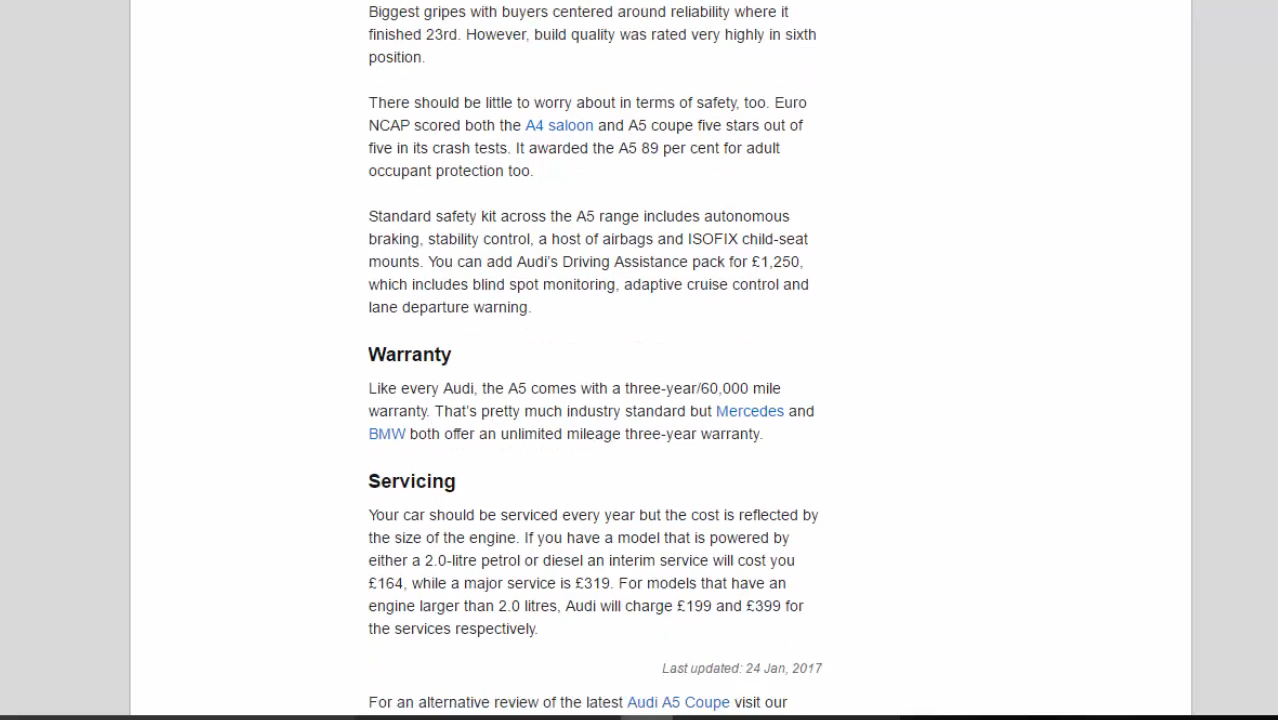 Biggest gripes with buyers centered around reliability where it
finished 23rd. However, build quality was rated very highly in sixth
position.
There should be little to worry about in terms of safety, too. Euro
NCAP scored both the A4 saloon and A5 coupe five stars out of
five in its crash tests. It awarded the A5 89 per cent for adult
occupant protection too.
Standard safety kit across the A5 range includes autonomous
braking, stability control, a host of airbags and ISOFIX child-seat
mounts. You can add Audi's Driving Assistance pack for £1,250,
which includes blind spot monitoring, adaptive cruise control and
lane departure warning.
Warranty
Like every Audi, the A5 comes with a three-year/60,000 mile
warranty. That's pretty much industry standard but Mercedes and
BMW both offer an unlimited mileage three-year warranty.
Servicing
Your car should be serviced every year but the cost is reflected by
the size of the engine. If you have a model that is powered by
either a 2.0-litre petrol or diesel an interim service will cost you
£164, while a major service is £319. For models that have an
engine larger than 2.0 litres, Audi will charge £199 and £399 for
the services respectively.
Last updated: 24 Jan, 2017
For an alternative review of the latest Audi A5 Coupe visit our